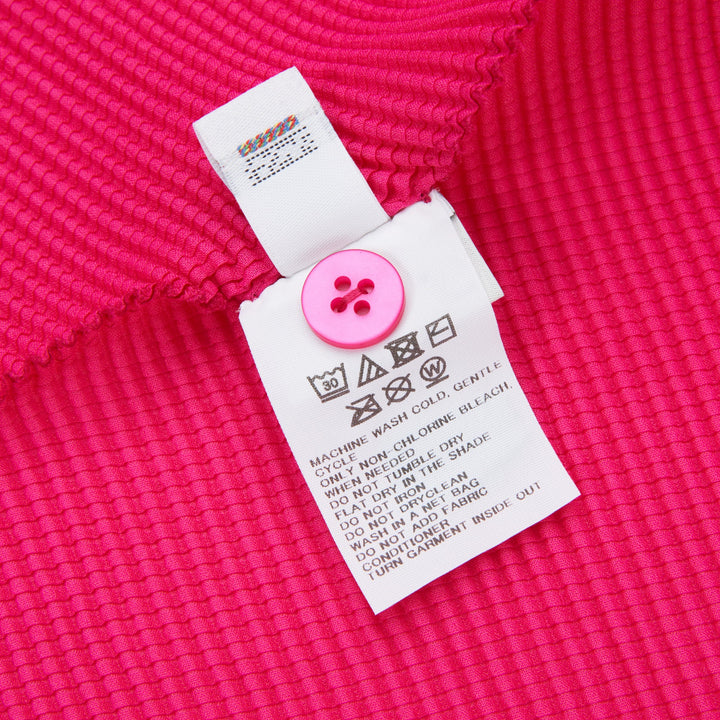 30
W
MACHINE WASH COLD, GENTLE
CYCLE
ONLY NON-CHLORINE BLEACH,
WHEN NEEDED
DO NOT TUMBLE DRY
FLAT DRY IN THE SHADE
DO NOT IRON
DO NOT DRYCLEAN
WASH IN A NET BAG
DO NOT ADD FABRIC
CONDITIONER
TURN GARMENT INSIDE OUT